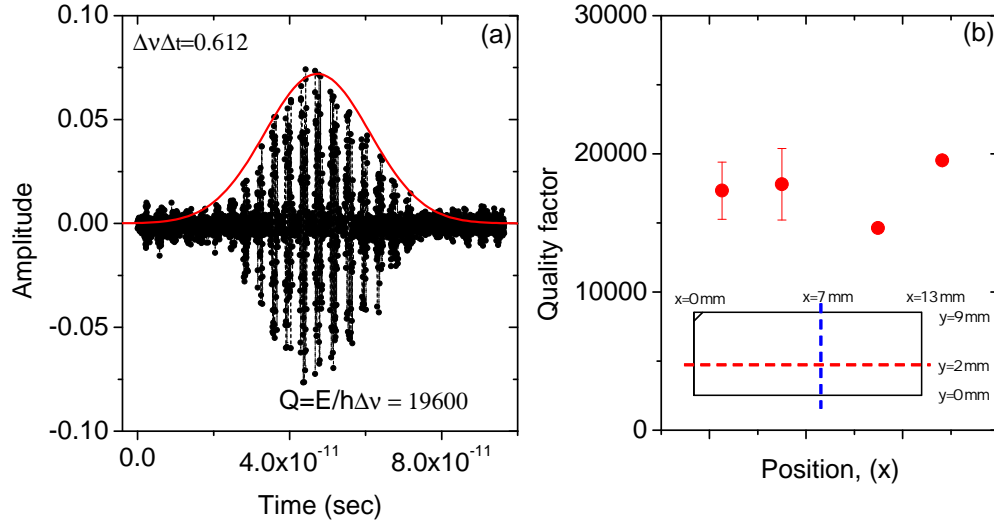 ΔνΔt=0.612
(a)
0.10
0.05
0.00
-0.05
-0.10
Amplitude
Q=E/hΔν = 19600
0.0
4.0x10⁻¹¹
8.0x10⁻¹¹
Time (sec)
(b)
30000
20000
10000
0
Quality factor
x=0mm
x=7mm
x=13mm
y=9mm
y=2mm
y=0mm
Position, (x)